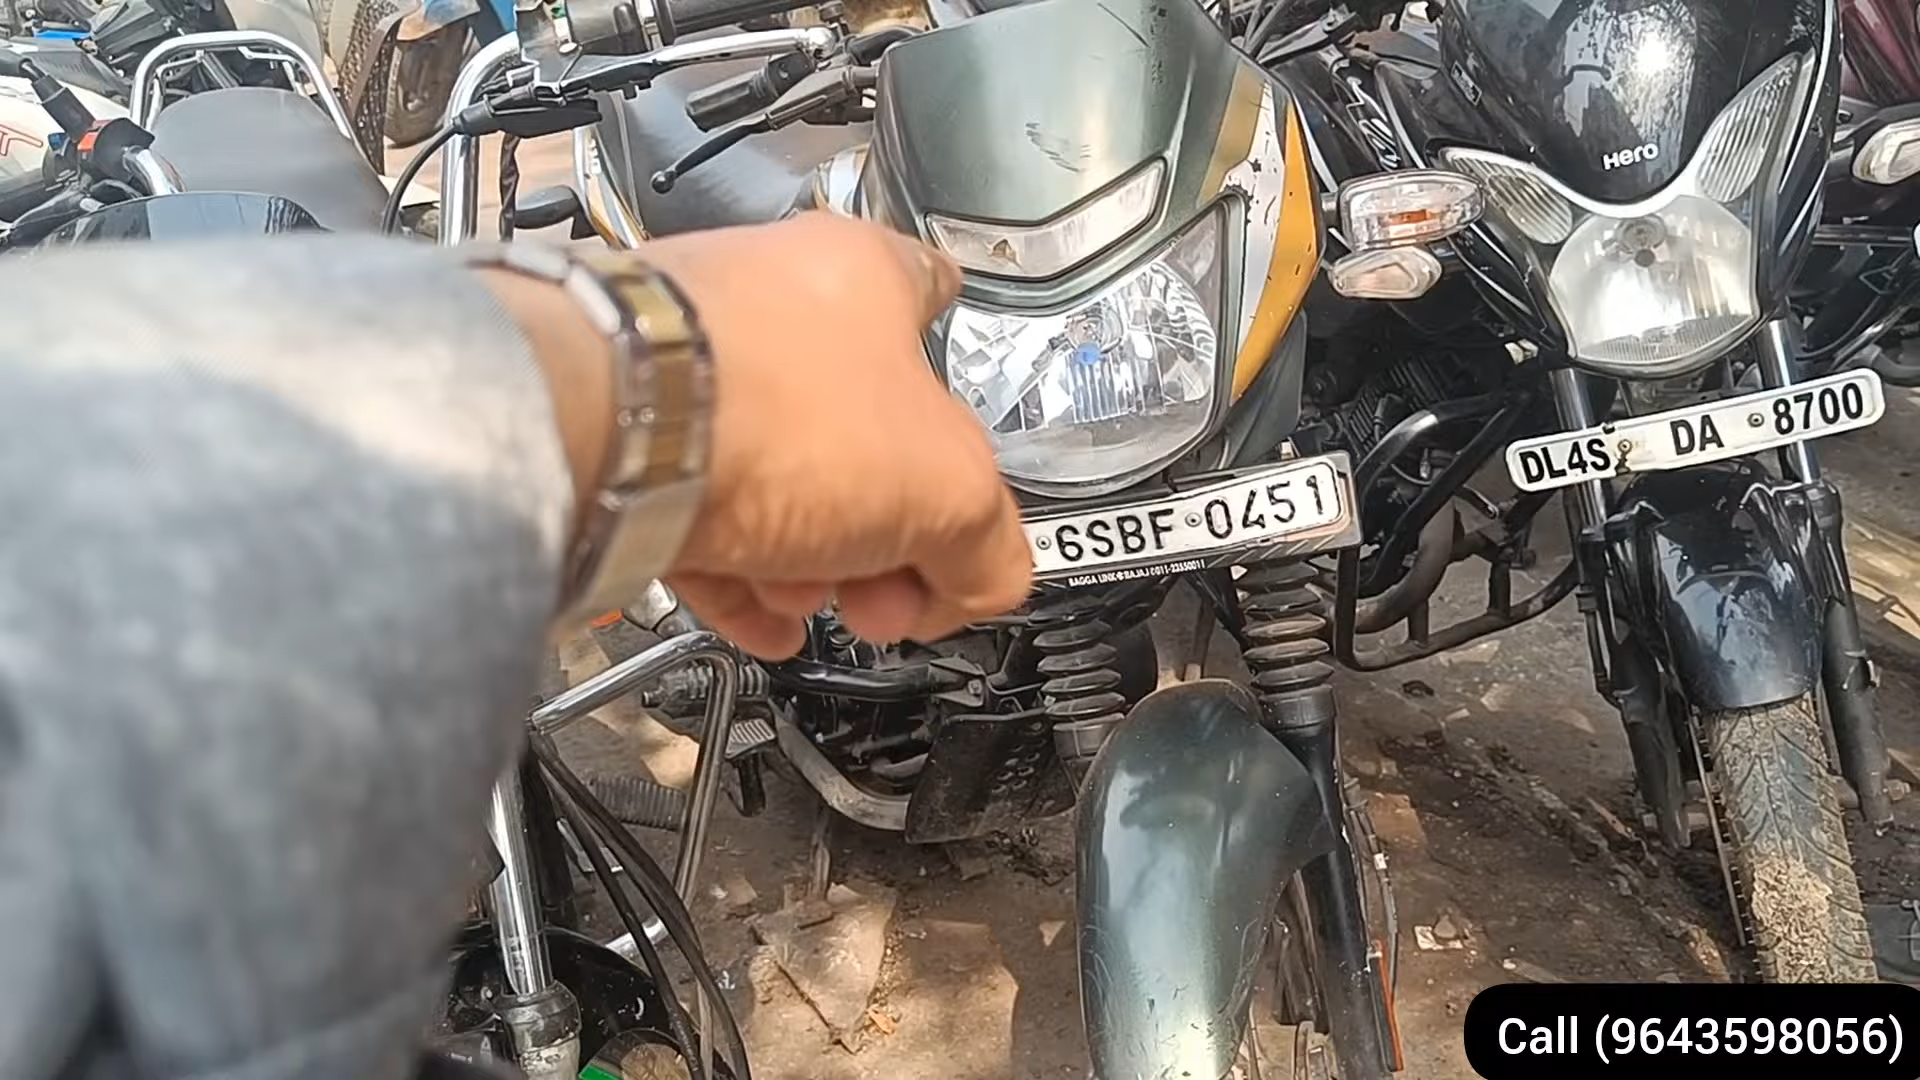 Hero
DL4S DA 8700
6SBF 0451
BAGGA LINK BAJAJ
Call (9643598056)